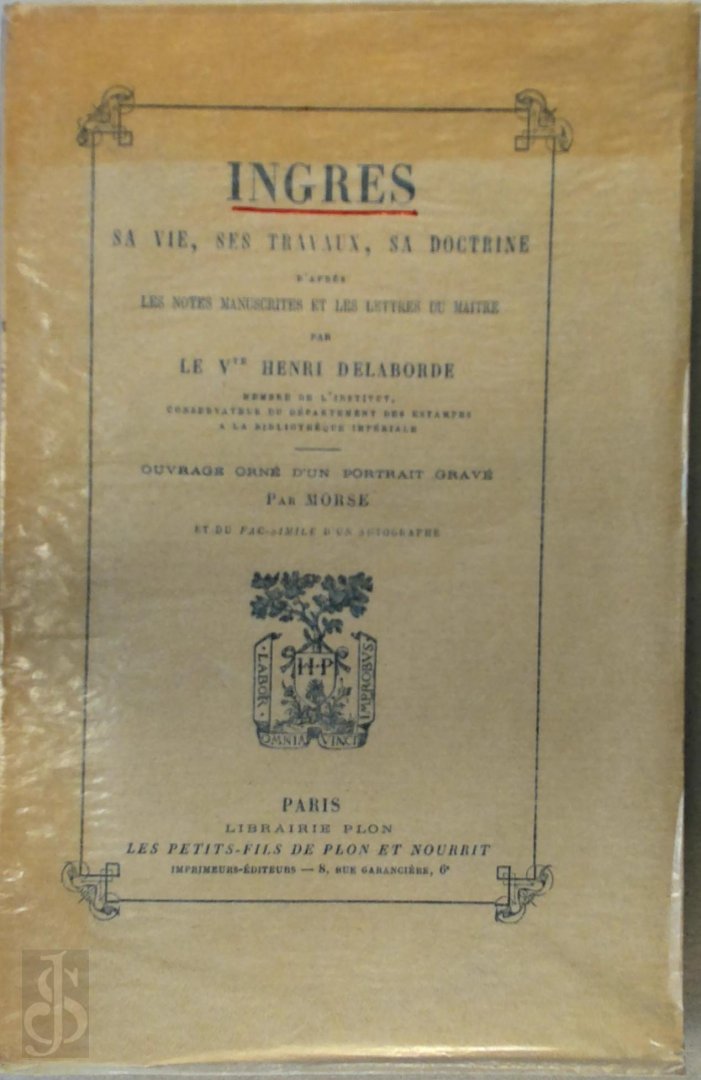 INGRES
SA VIE, SES TRAVAUX, SA DOCTRINE
D'APRÈS
LES NOTES MANUSCRITES ET LES LETTRES DU MAITRE
PAR
LE Vᵀᴱ HENRI DELABORDE
MEMBRE DE L'INSTITUT,
CONSERVATEUR DU DÉPARTEMENT DES ESTAMPES
A LA BIBLIOTHÈQUE IMPÉRIALE
OUVRAGE ORNÉ D'UN PORTRAIT GRAVÉ
PAR MORSE
ET DU FAC-SIMILE D'UN AUTOGRAPHE
LABOR
H·P
IMPROBVS
OMNIA VINCIT
PARIS
LIBRAIRIE PLON
LES PETITS-FILS DE PLON ET NOURRIT
IMPRIMEURS-ÉDITEURS — 8, RUE GARANCIÈRE, 6ᵉ
JS